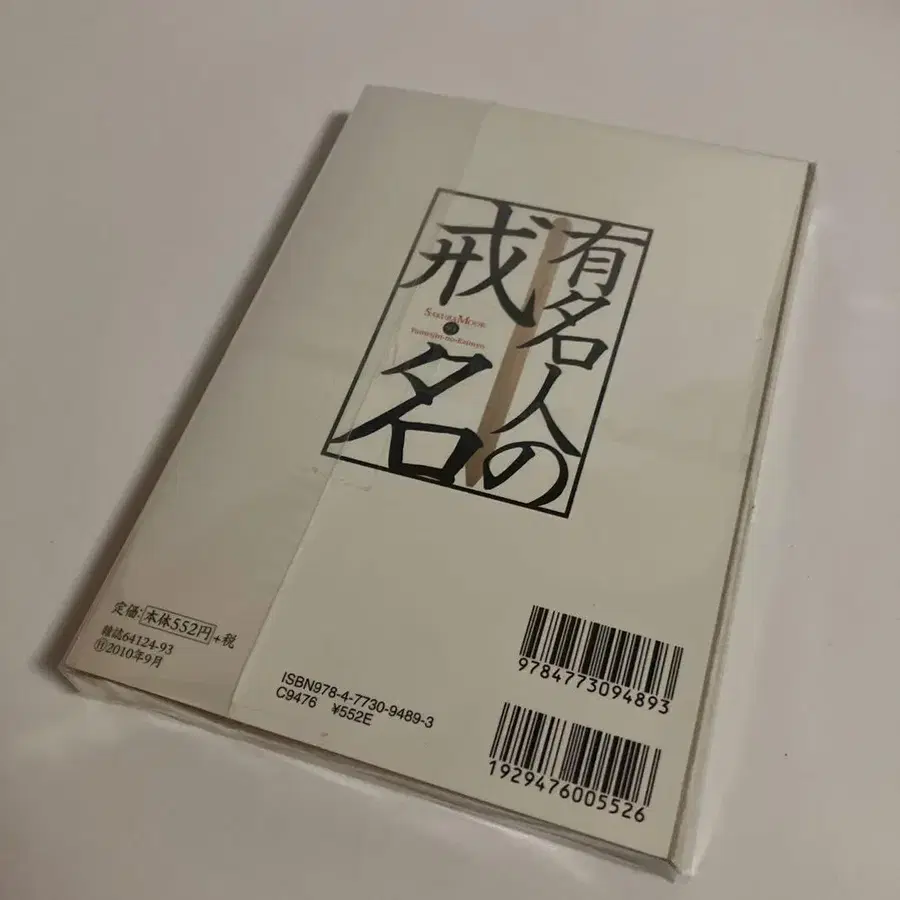 有名人の
戒名
SAKURA MOOK
93
Yumeijin-no-Kaimyo
定価:本体552円+税
雑誌64124-93
⑪2010年9月
ISBN978-4-7730-9489-3
C9476 ¥552E
9784773094893
1929476005526